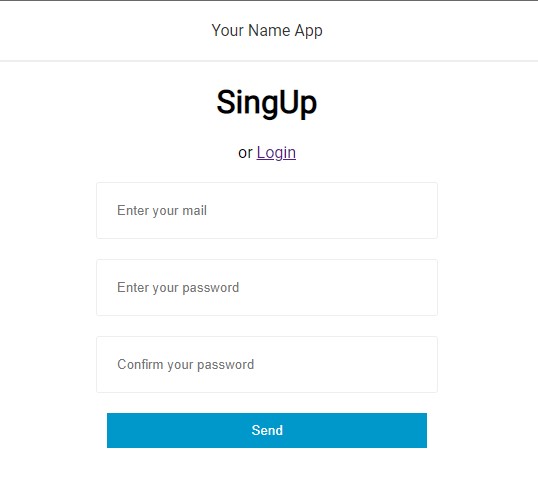 Your Name App
SingUp
or Login
Enter your mail
Enter your password
Confirm your password
Send